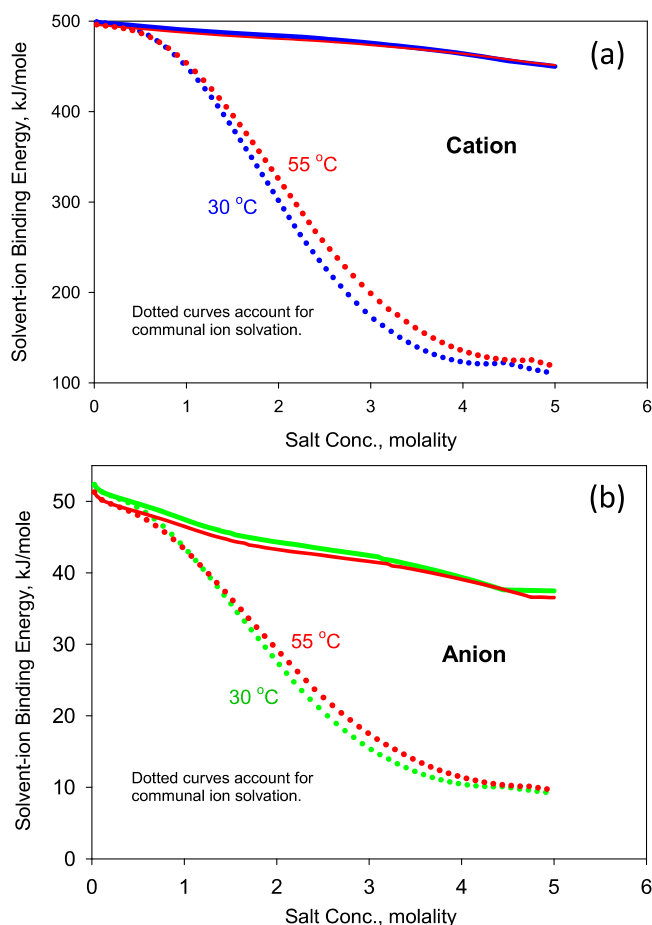 500
400
300
200
100
0
1
2
3
4
5
6
Solvent-ion Binding Energy, kJ/mole
(a)
Cation
55 °C
30 °C
Dotted curves account for
communal ion solvation.
Salt Conc., molality
50
40
30
20
10
0
0
1
2
3
4
5
6
Solvent-ion Binding Energy, kJ/mole
(b)
Anion
55 °C
30 °C
Dotted curves account for
communal ion solvation.
Salt Conc., molality